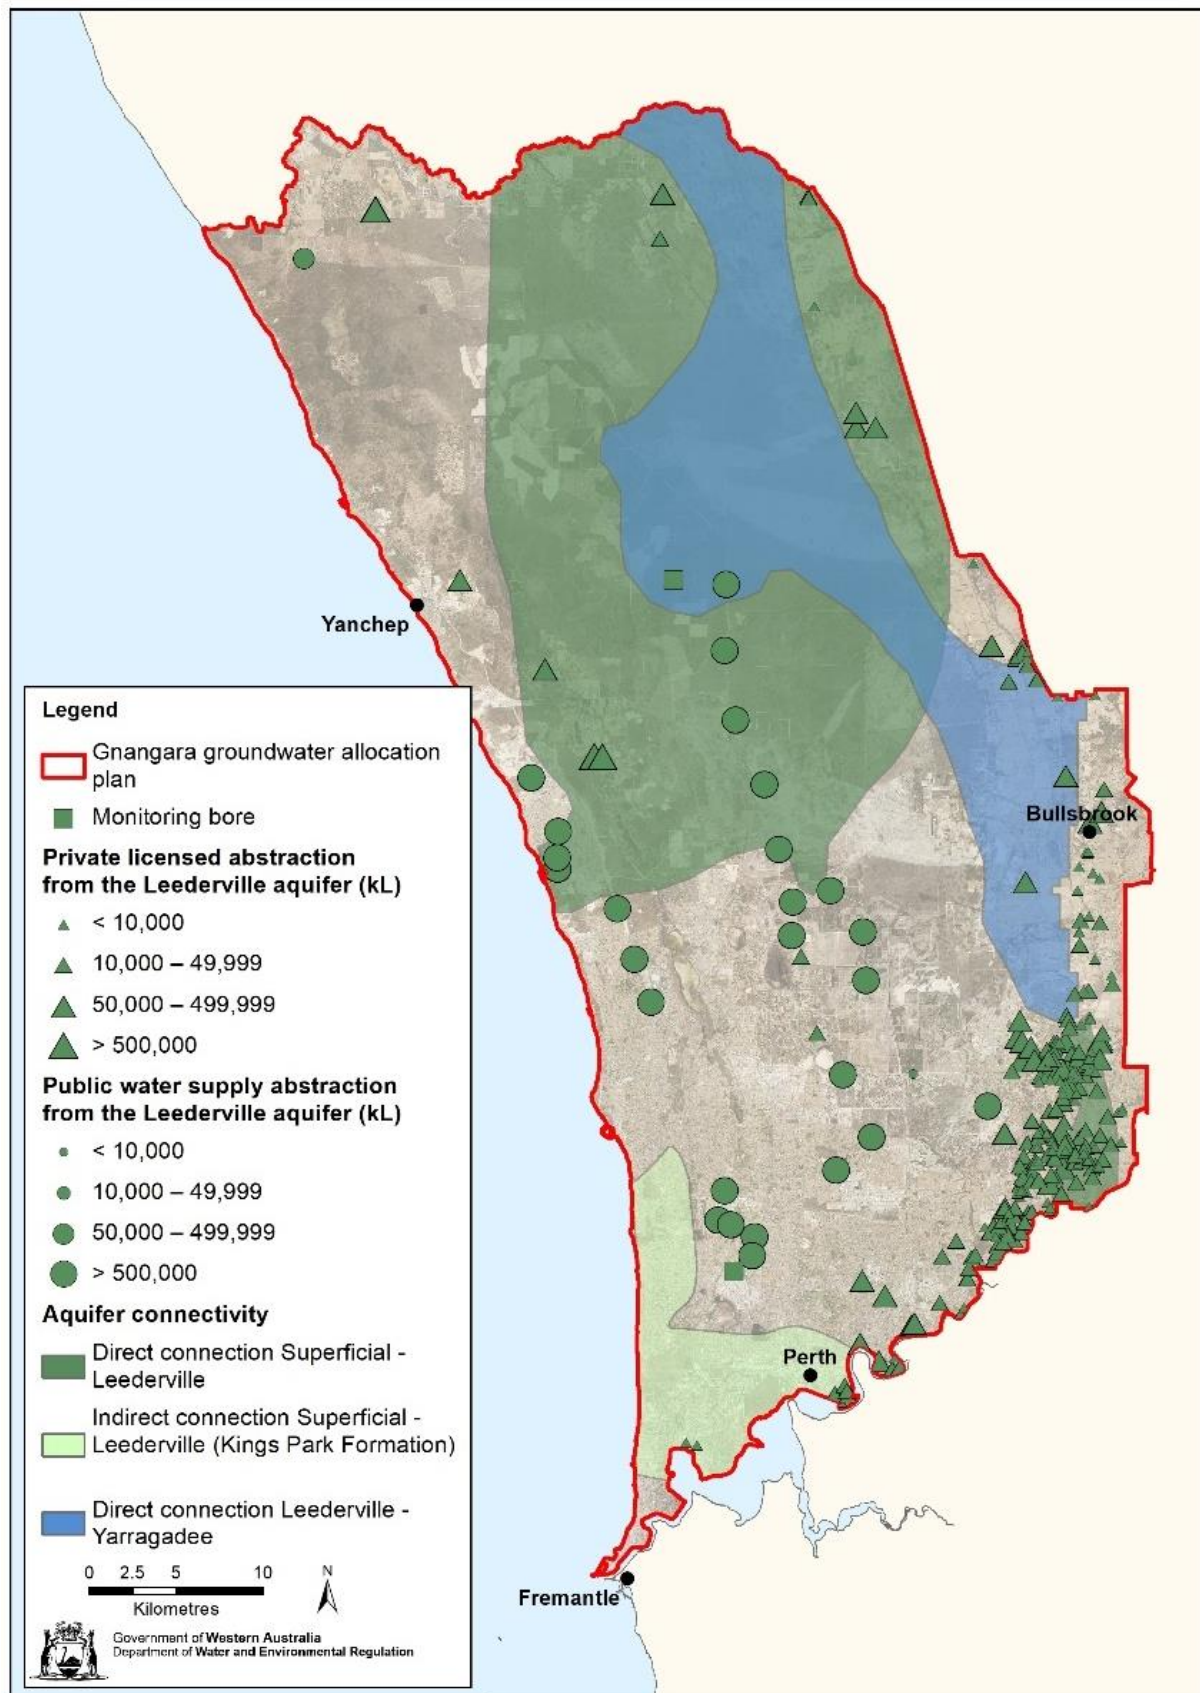 Yanchep
Bullsbrook
Perth
Fremantle
Legend
Gnangara groundwater allocation
plan
Monitoring bore
Private licensed abstraction
from the Leederville aquifer (kL)
< 10,000
10,000 – 49,999
50,000 – 499,999
> 500,000
Public water supply abstraction
from the Leederville aquifer (kL)
< 10,000
10,000 – 49,999
50,000 – 499,999
> 500,000
Aquifer connectivity
Direct connection Superficial -
Leederville
Indirect connection Superficial -
Leederville (Kings Park Formation)
Direct connection Leederville -
Yarragadee
0 2.5 5 10
Kilometres
N
Government of Western Australia
Department of Water and Environmental Regulation